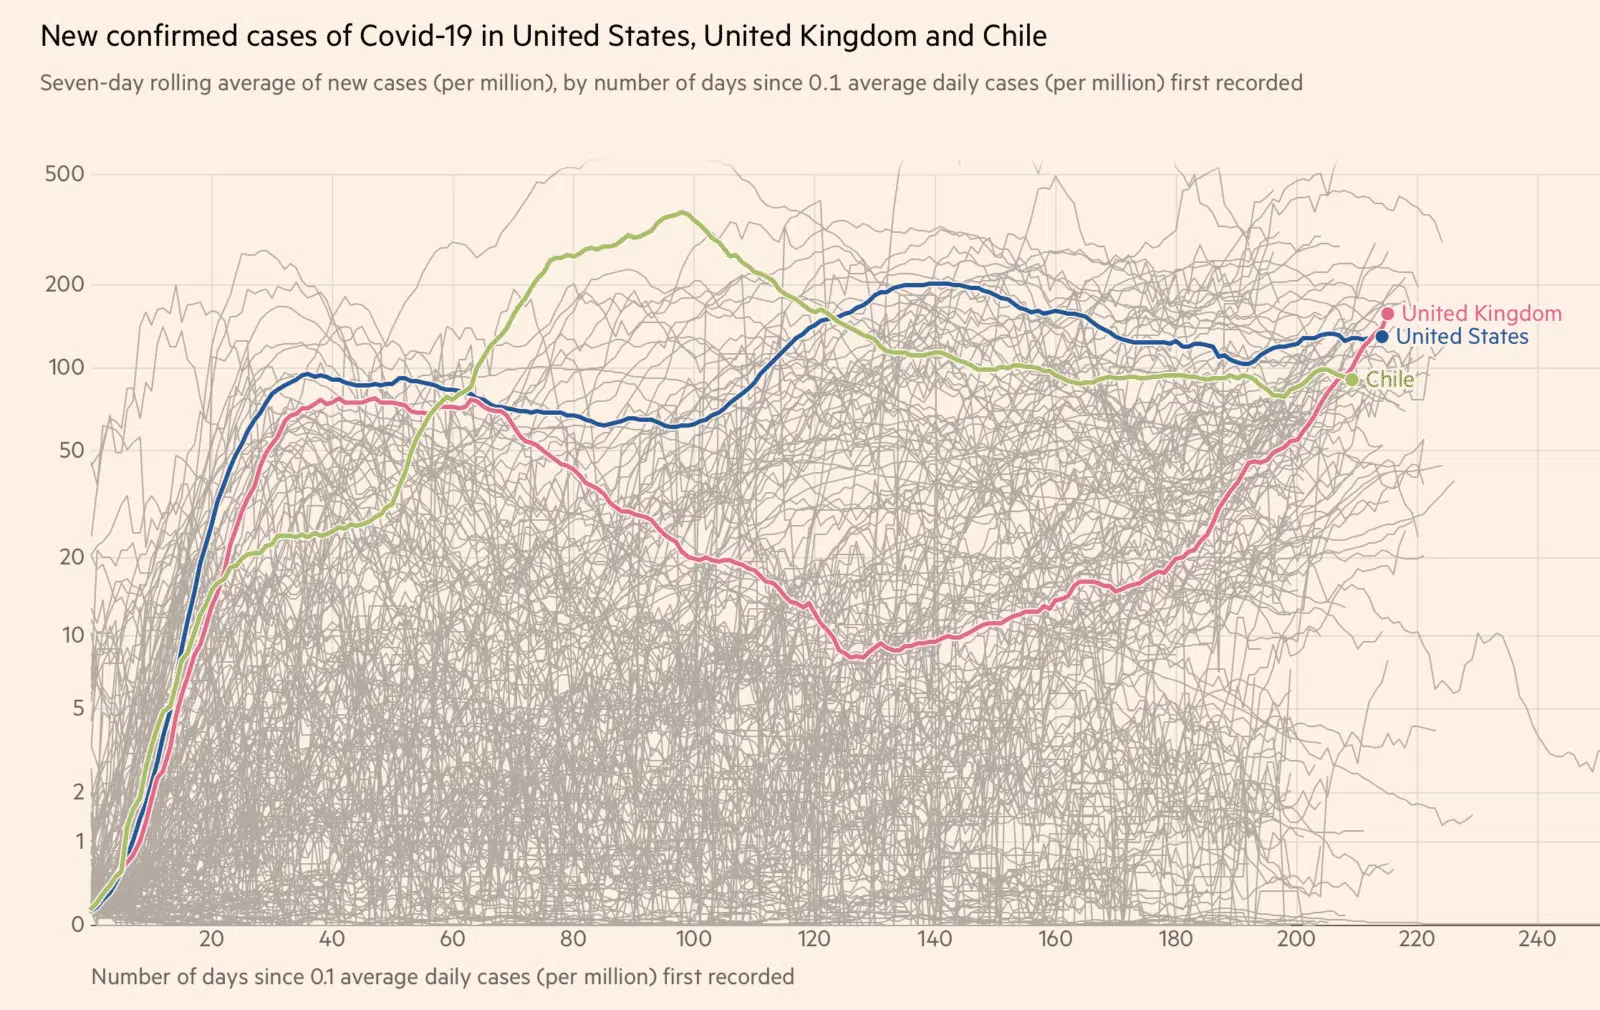 New confirmed cases of Covid-19 in United States, United Kingdom and Chile
Seven-day rolling average of new cases (per million), by number of days since 0.1 average daily cases (per million) first recorded
500
200
100
50
20
10
5
2
1
0
United Kingdom
United States
Chile
20 40 60 80 100 120 140 160 180 200 220 240
Number of days since 0.1 average daily cases (per million) first recorded